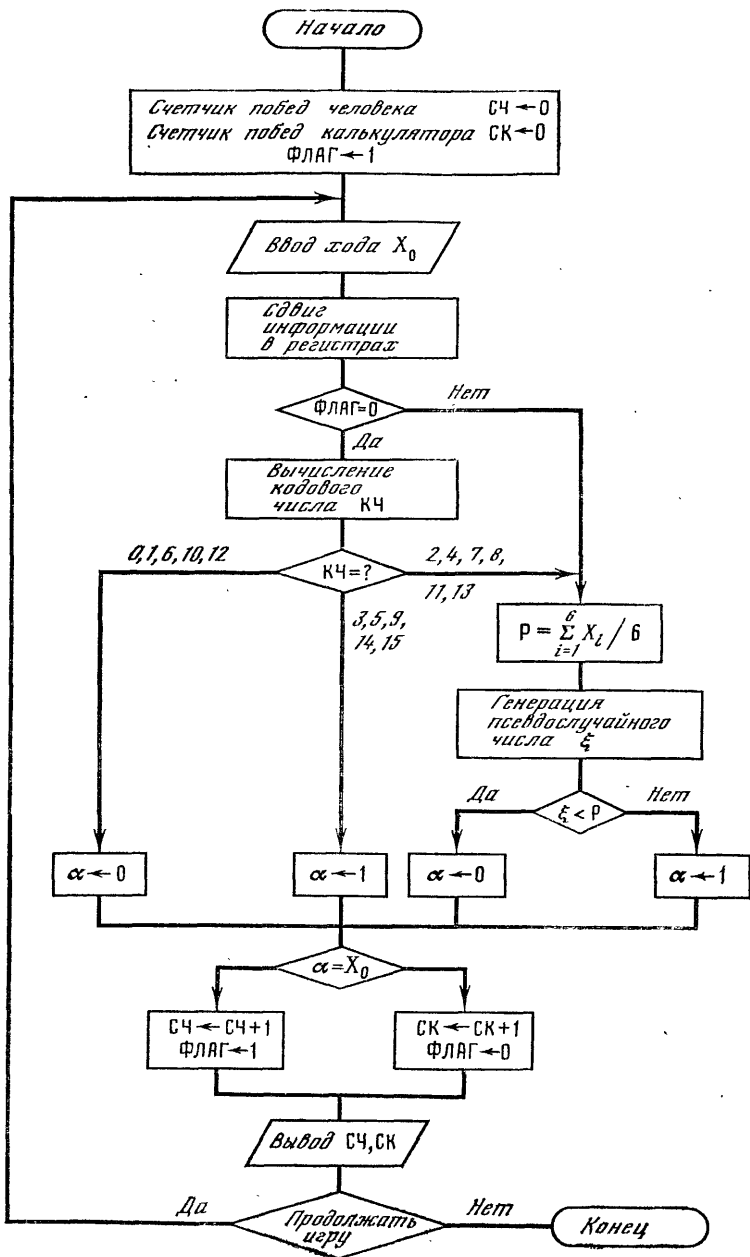 Начало
Счетчик побед человека СЧ←0
Счетчик побед калькулятора СК←0
ФЛАГ←1
Ввод хода X₀
Сдвиг
информации
в регистрах
ФЛАГ=0
Нет
Да
Вычисление
кодового
числа КЧ
0,1,6,10,12
КЧ=?
2,4,7,8,
11,13
3,5,9,
14,15
P = 6 Σ i=1 Xᵢ / 6
Генерация
псевдослучайного
числа ξ
Да
ξ < P
Нет
α←0
α←1
α←0
α←1
α=X₀
СЧ←СЧ+1
ФЛАГ←1
СК←СК+1
ФЛАГ←0
Вывод СЧ,СК
Да
Продолжать
игру
Нет
Конец